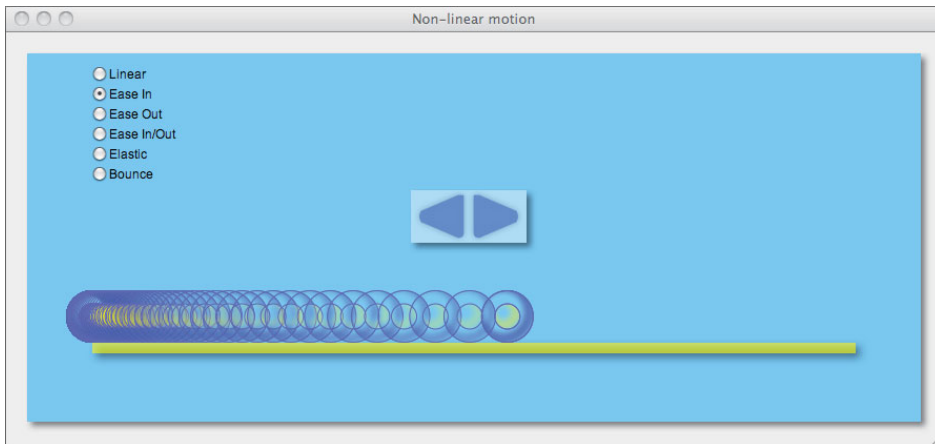 Non-linear motion
Linear
Ease In
Ease Out
Ease In/Out
Elastic
Bounce